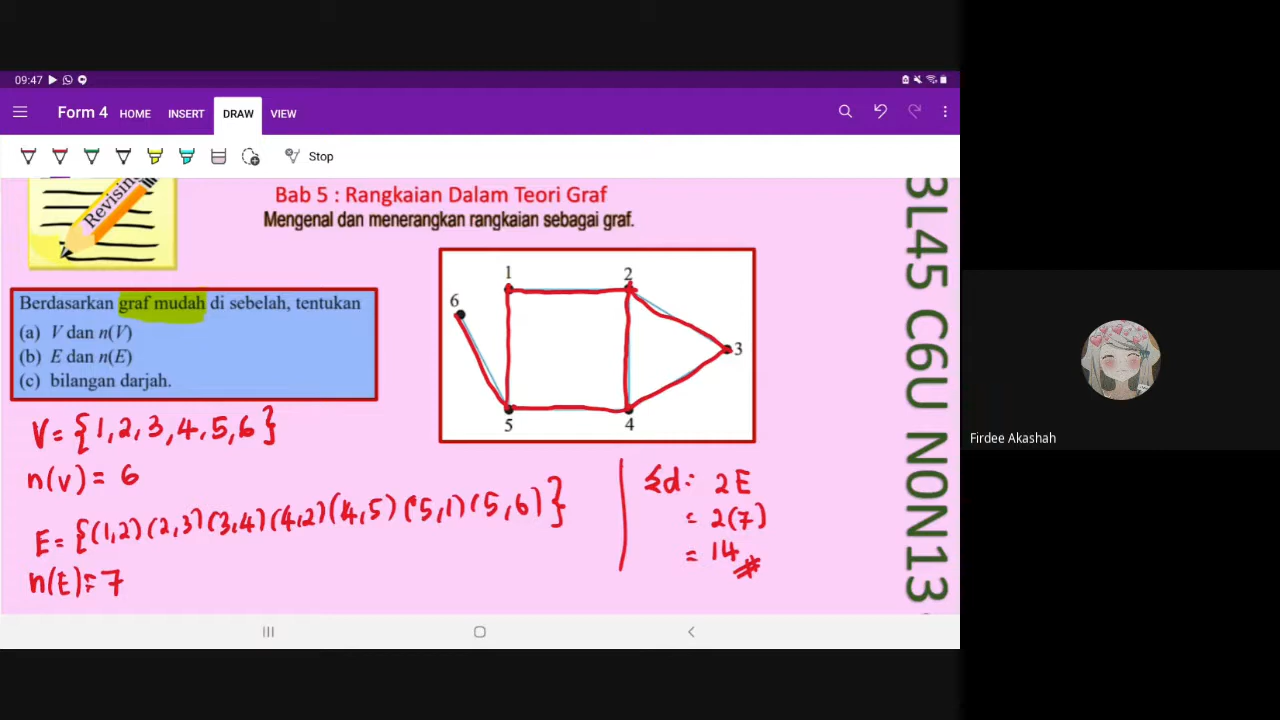 09:47
Form 4 HOME INSERT DRAW VIEW
Stop
Revising
Bab 5 : Rangkaian Dalam Teori Graf
Mengenal dan menerangkan rangkaian sebagai graf.
Berdasarkan graf mudah di sebelah, tentukan
(a) V dan n(V)
(b) E dan n(E)
(c) bilangan darjah.
1 2
6
3
5 4
V = {1,2,3,4,5,6}
n(v) = 6
E = {(1,2)(2,3)(3,4)(4,2)(4,5)(5,1)(5,6)}
n(E) = 7
Σd = 2E
= 2(7)
= 14
Firdee Akashah
3L45 C6U N0N13